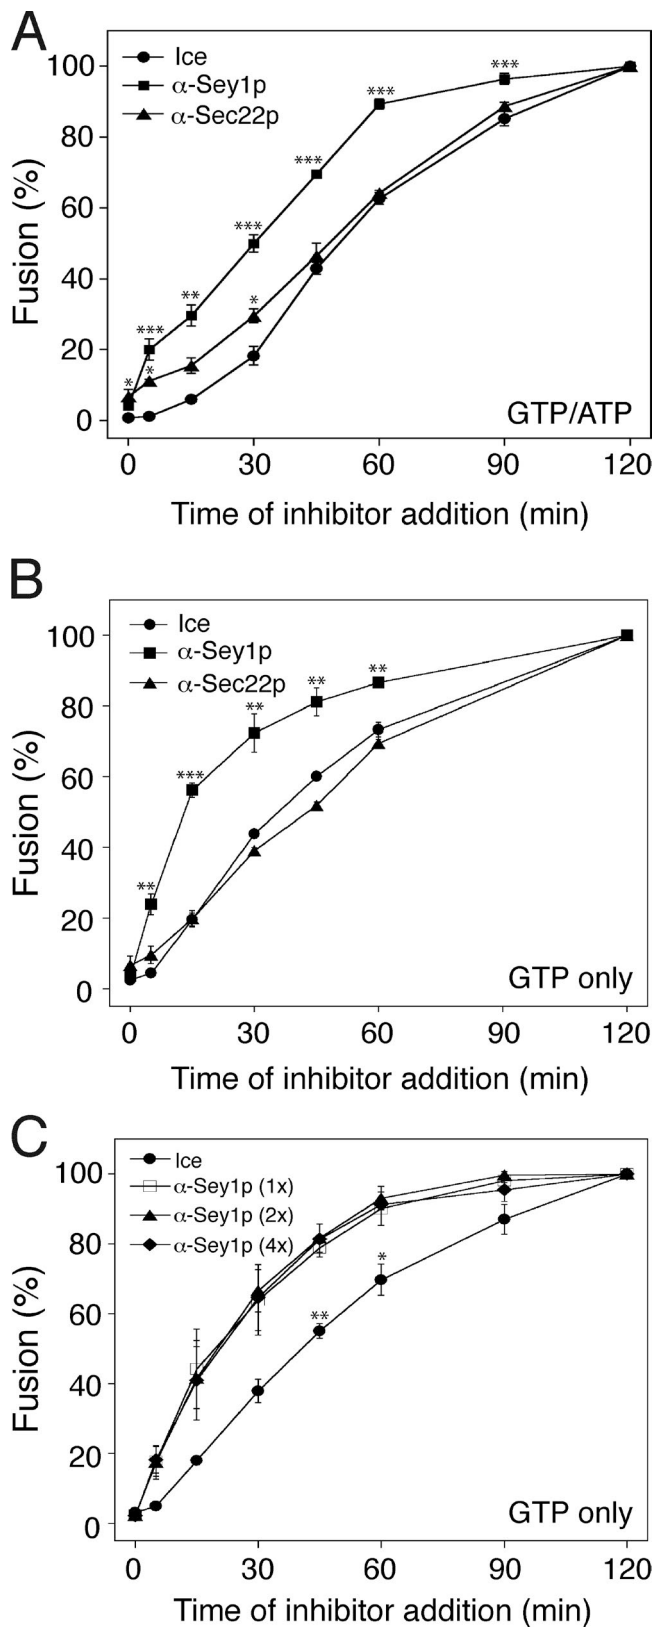 A
Ice
α-Sey1p
α-Sec22p
***
***
***
***
**
***
*
*
*
100
80
60
40
20
0
Fusion (%)
GTP/ATP
0 30 60 90 120
Time of inhibitor addition (min)
B
Ice
α-Sey1p
α-Sec22p
**
**
**
***
**
100
80
60
40
20
0
Fusion (%)
GTP only
0 30 60 90 120
Time of inhibitor addition (min)
C
Ice
α-Sey1p (1x)
α-Sey1p (2x)
α-Sey1p (4x)
*
**
100
80
60
40
20
0
Fusion (%)
GTP only
0 30 60 90 120
Time of inhibitor addition (min)